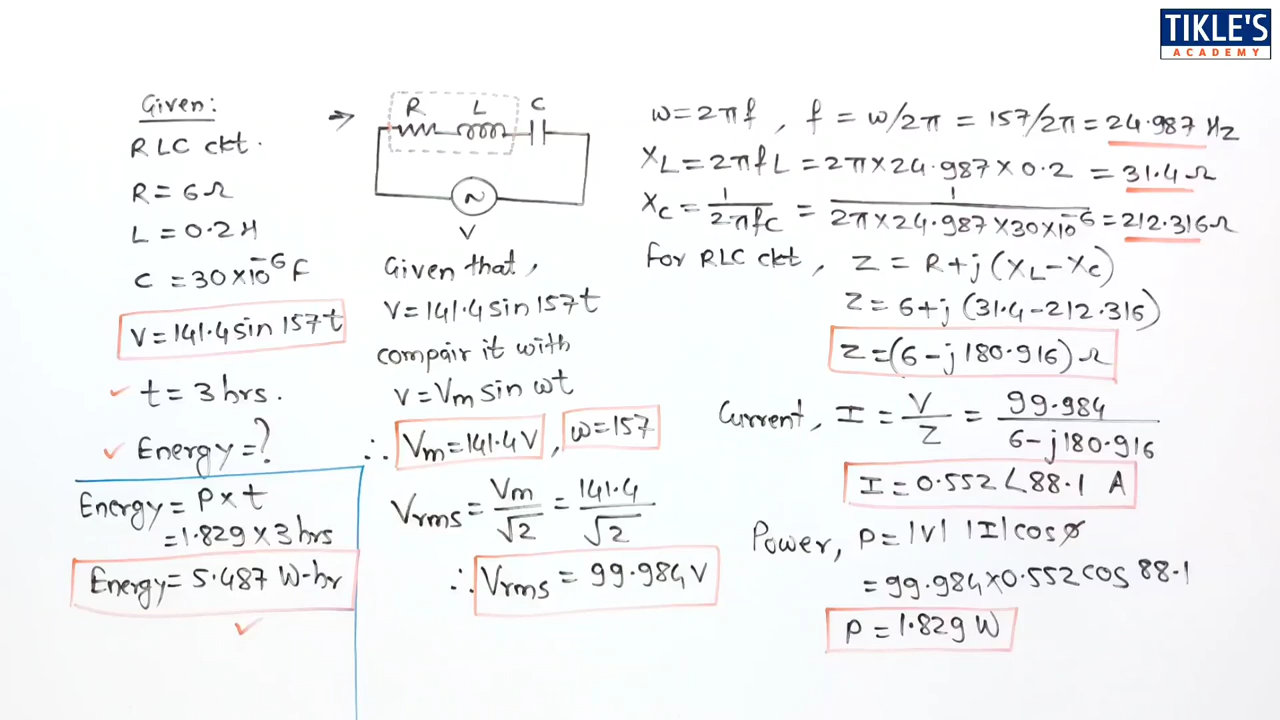 TIKLE'S
ACADEMY
Given:
RLC ckt.
R = 6Ω
L = 0.2H
C = 30×10⁻⁶F
V = 141.4 sin 157t
✓ t = 3 hrs.
✓ Energy = ?
Energy = P × t
= 1.829 × 3 hrs
Energy = 5.487 W-hr
✓
→ R L C
V
Given that,
V = 141.4 sin 157t
compair it with
V = Vm sin ωt
∴ Vm = 141.4V, ω = 157
Vrms = Vm/√2 = 141.4/√2
∴ Vrms = 99.984 V
ω = 2πf, f = ω/2π = 157/2π = 24.987 Hz
XL = 2πfL = 2π×24.987×0.2 = 31.4Ω
XC = 1/2πfC = 1/2π×24.987×30×10⁻⁶ = 212.316Ω
For RLC ckt, Z = R+j(XL−XC)
Z = 6+j(31.4−212.316)
Z = (6−j180.916)Ω
Current, I = V/Z = 99.984/6−j180.916
I = 0.552∠88.1 A
Power, P = |V| |I| cos ϕ
= 99.984×0.552 cos 88.1
P = 1.829 W